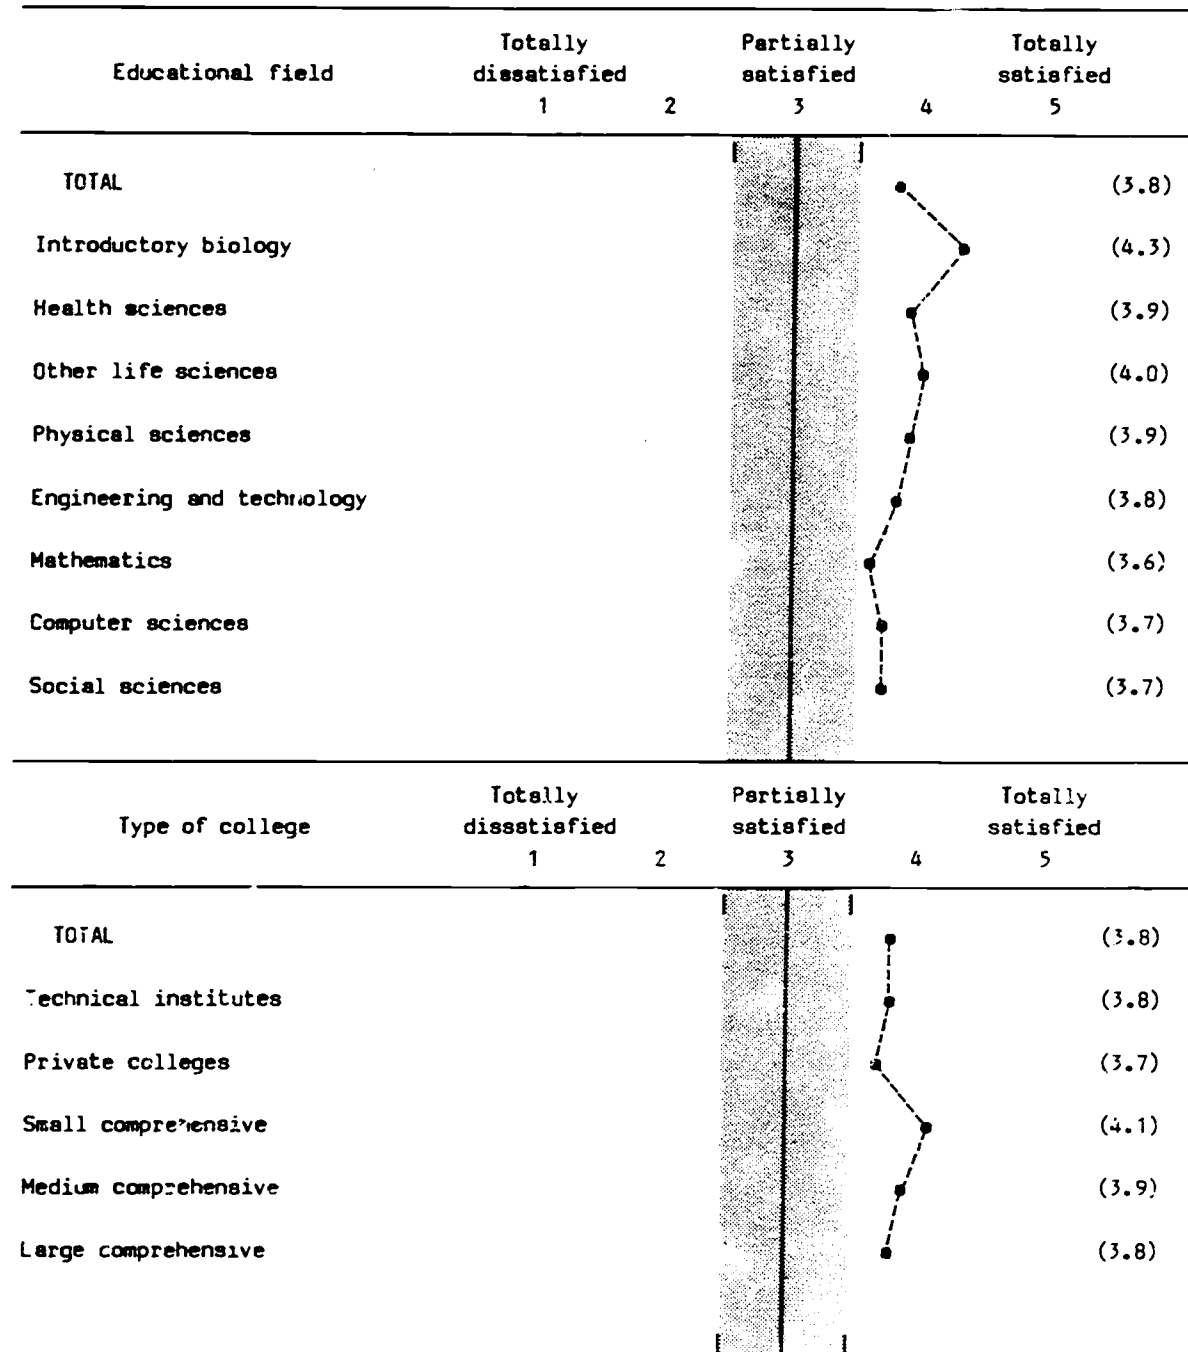 Totally Partially Totally
Educational field dissatisfied satisfied satisfied
1 2 3 4 5
TOTAL (3.8)
Introductory biology (4.3)
Health sciences (3.9)
Other life sciences (4.0)
Physical sciences (3.9)
Engineering and technology (3.8)
Mathematics (3.6)
Computer sciences (3.7)
Social sciences (3.7)
Totally Partially Totally
Type of college dissatisfied satisfied satisfied
1 2 3 4 5
TOTAL (3.8)
Technical institutes (3.8)
Private colleges (3.7)
Small comprehensive (4.1)
Medium comprehensive (3.9)
Large comprehensive (3.8)